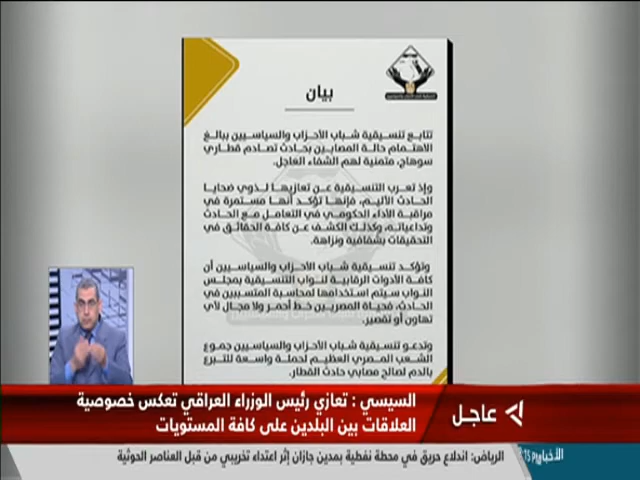 بيان
تتابع تنسيقية شباب الأحزاب والسياسيين ببالغ
الاهتمام حالة المصابين بحادث تصادم قطاري
سوهاج، متمنية لهم الشفاء العاجل.
وإذ تعرب التنسيقية عن تعازيها لذوي ضحايا
الحادث الأليم، فإنها تؤكد أنها مستمرة في
مراقبة الأداء الحكومي في التعامل مع الحادث
وتداعياته، وكذلك الكشف عن كافة الحقائق في
التحقيقات بشفافية ونزاهة.
وتؤكد تنسيقية شباب الأحزاب والسياسيين أن
كافة الأدوات الرقابية لنواب التنسيقية بمجلس
النواب سيتم استخدامها لمحاسبة المتسببين في
الحادث، فحياة المصريين خط أحمر ولا مجال لأي
تهاون أو تقصير.
وتدعو تنسيقية شباب الأحزاب والسياسيين جموع
الشعب المصري العظيم لحملة واسعة للتبرع
بالدم لصالح مصابي حادث القطار.
عاجل
السيسي : تعازي رئيس الوزراء العراقي تعكس خصوصية
العلاقات بين البلدين على كافة المستويات
الأخبار
الرياض: اندلاع حريق في محطة نفطية بمدين جازان إثر اعتداء تخريبي من قبل العناصر الحوثية